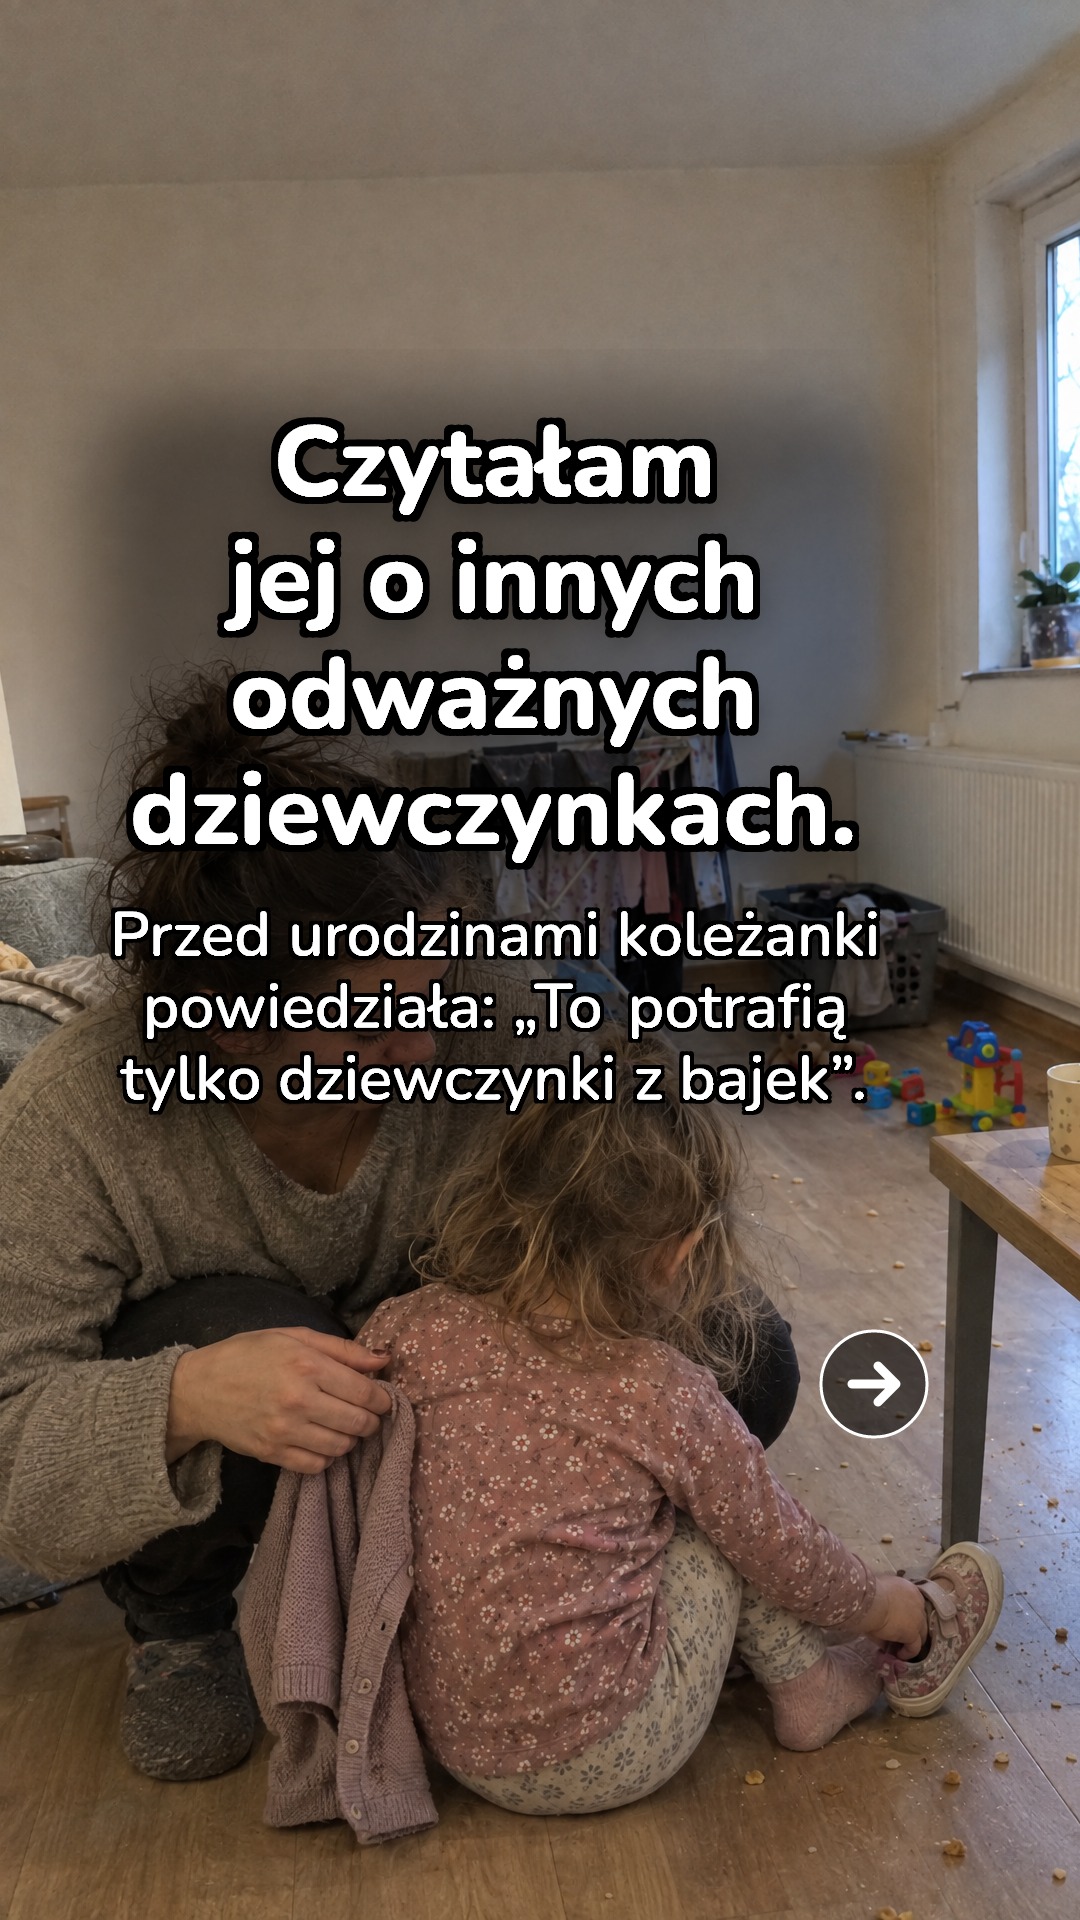 Czytałam
jej o innych
odważnych
dziewczynkach.
Przed urodzinami koleżanki
powiedziała: „To potrafią
tylko dziewczynki z bajek”.